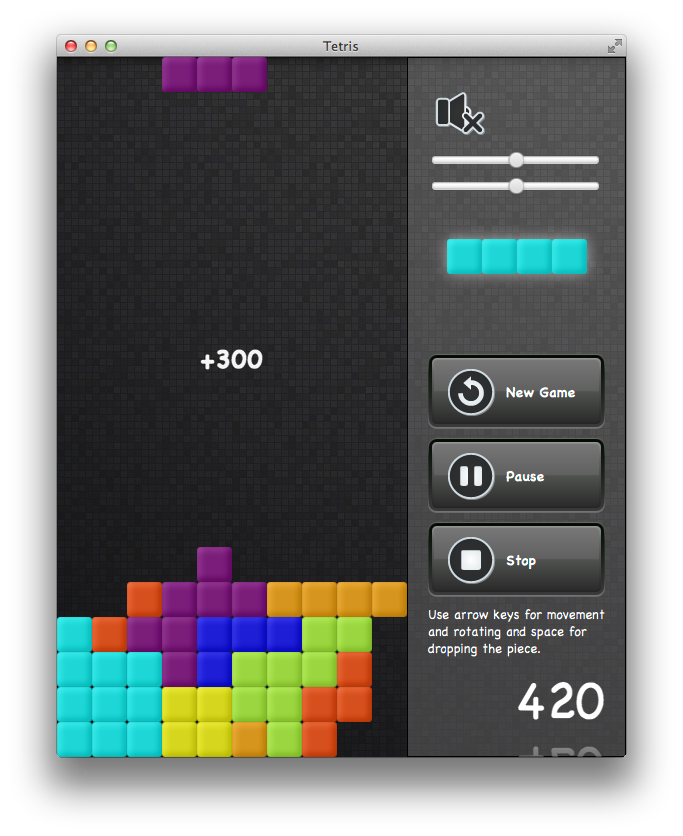 Tetris
+300
New Game
Pause
Stop
Use arrow keys for movement
and rotating and space for
dropping the piece.
420